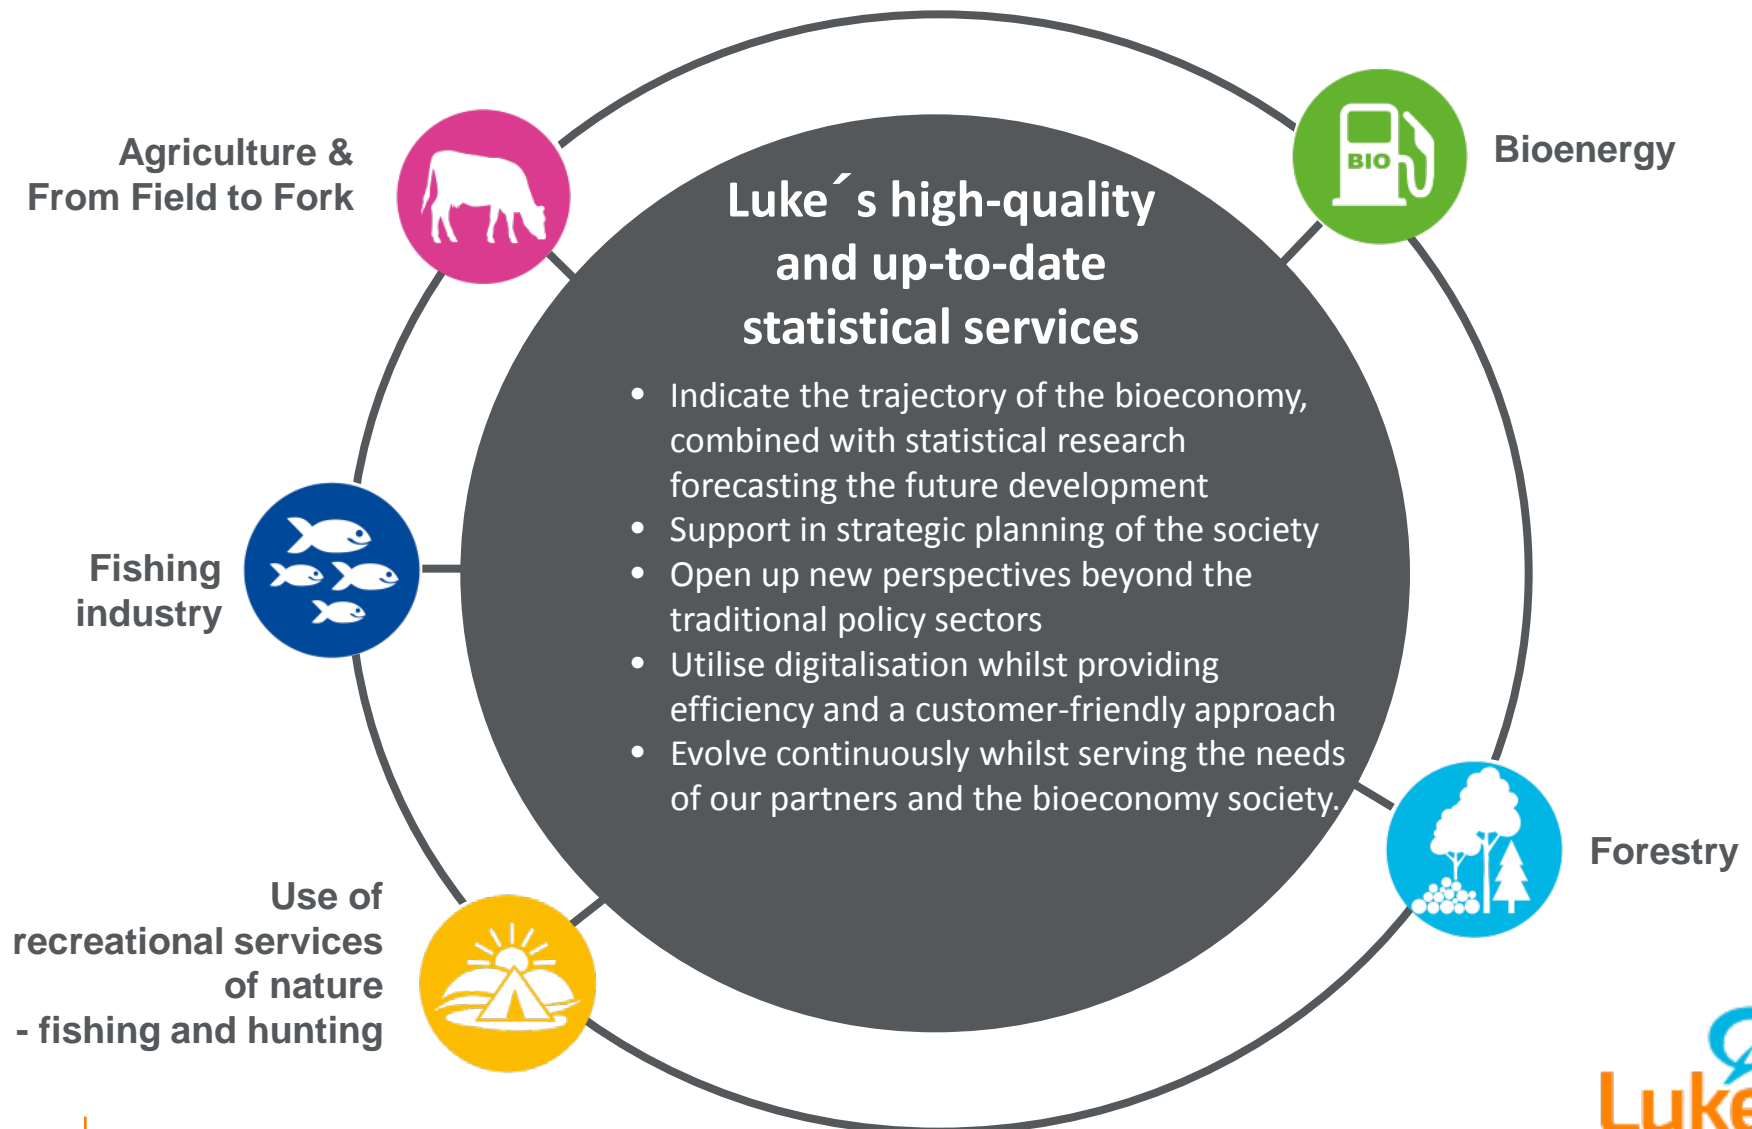 Agriculture &
From Field to Fork
BIO
Bioenergy
Luke´s high-quality
and up-to-date
statistical services
• Indicate the trajectory of the bioeconomy,
combined with statistical research
forecasting the future development
• Support in strategic planning of the society
• Open up new perspectives beyond the
traditional policy sectors
• Utilise digitalisation whilst providing
efficiency and a customer-friendly approach
• Evolve continuously whilst serving the needs
of our partners and the bioeconomy society.
Fishing
industry
Forestry
Use of
recreational services
of nature
- fishing and hunting
Luke